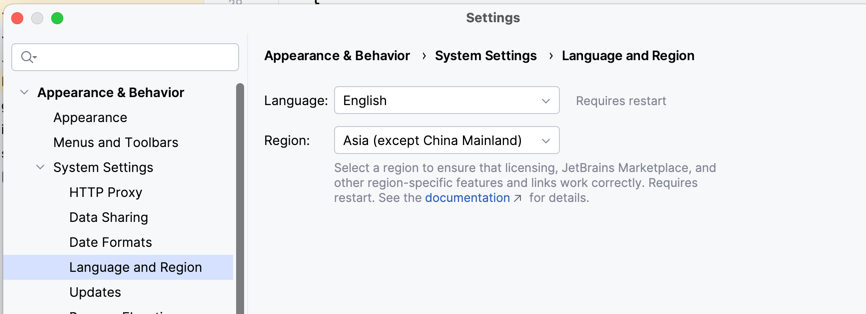 Settings
Appearance & Behavior › System Settings › Language and Region
Appearance & Behavior
Appearance
Menus and Toolbars
System Settings
HTTP Proxy
Data Sharing
Date Formats
Language and Region
Updates
Language: English Requires restart
Region: Asia (except China Mainland)
Select a region to ensure that licensing, JetBrains Marketplace, and
other region-specific features and links work correctly. Requires
restart. See the documentation ↗ for details.